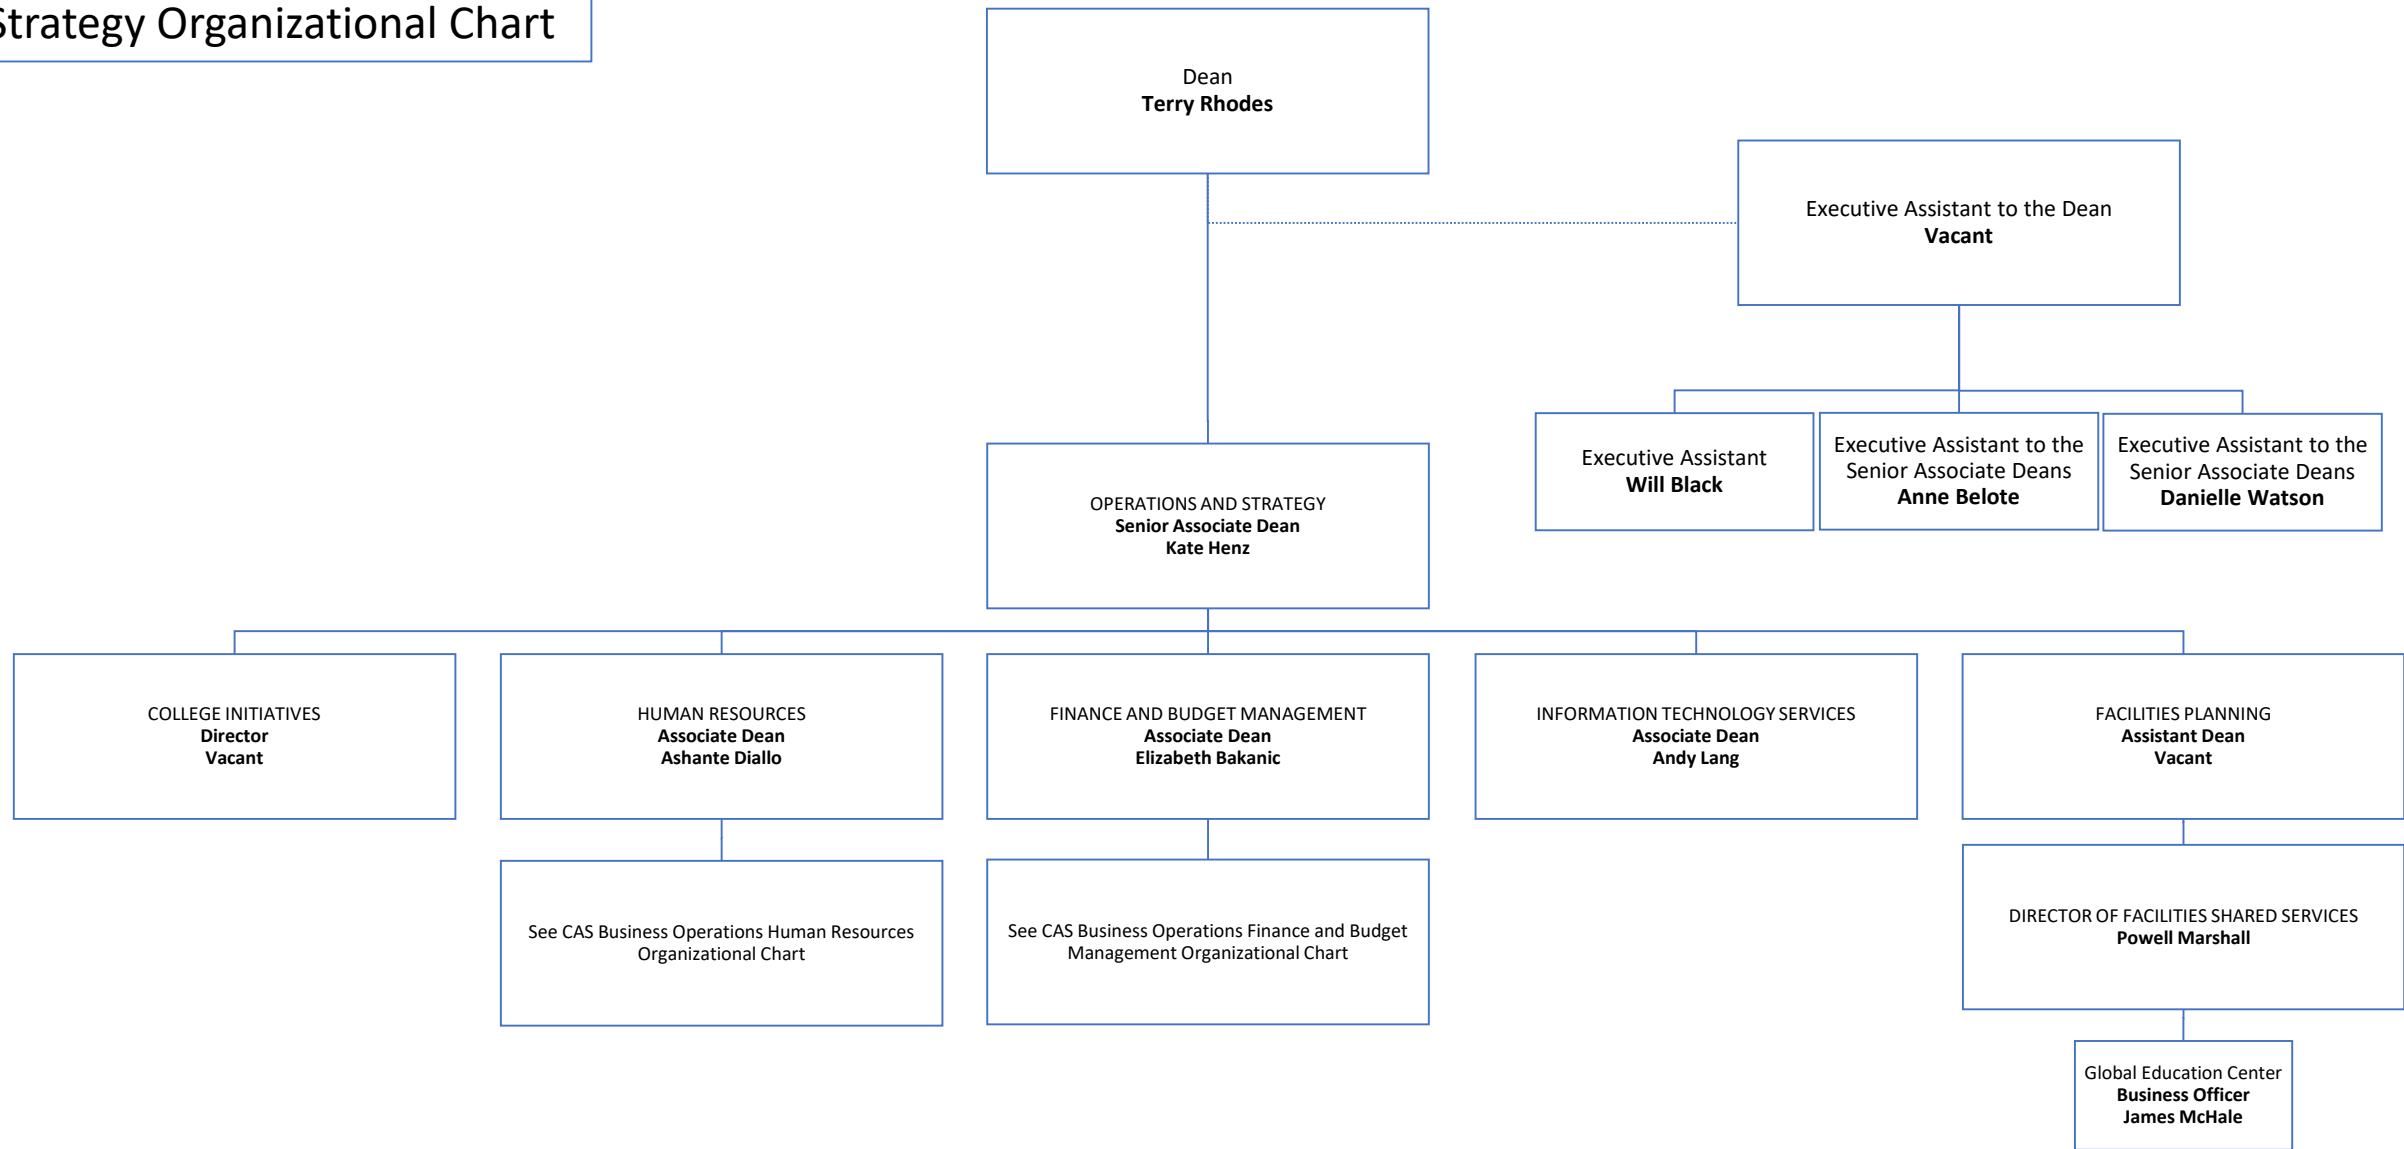 Strategy Organizational Chart
Dean
Terry Rhodes
Executive Assistant to the Dean
Vacant
Executive Assistant
Will Black
Executive Assistant to the
Senior Associate Deans
Anne Belote
Executive Assistant to the
Senior Associate Deans
Danielle Watson
OPERATIONS AND STRATEGY
Senior Associate Dean
Kate Henz
COLLEGE INITIATIVES
Director
Vacant
HUMAN RESOURCES
Associate Dean
Ashante Diallo
FINANCE AND BUDGET MANAGEMENT
Associate Dean
Elizabeth Bakanic
INFORMATION TECHNOLOGY SERVICES
Associate Dean
Andy Lang
FACILITIES PLANNING
Assistant Dean
Vacant
See CAS Business Operations Human Resources
Organizational Chart
See CAS Business Operations Finance and Budget
Management Organizational Chart
DIRECTOR OF FACILITIES SHARED SERVICES
Powell Marshall
Global Education Center
Business Officer
James McHale